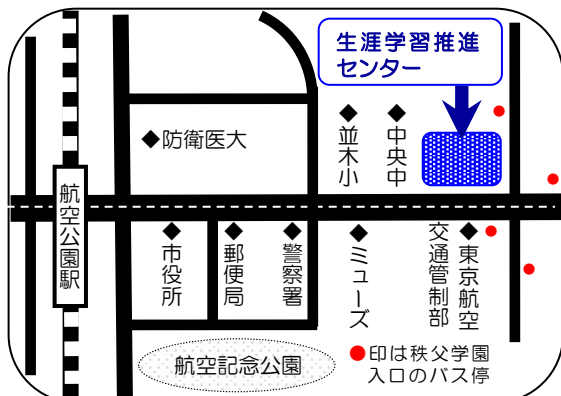 生涯学習推進
センター
◆防衛医大
◆並木小
◆中央中
航空公園駅
◆市役所
◆郵便局
◆警察署
◆ミューズ
◆東京航空
交通管制部
航空記念公園
●印は秩父学園
入口のバス停